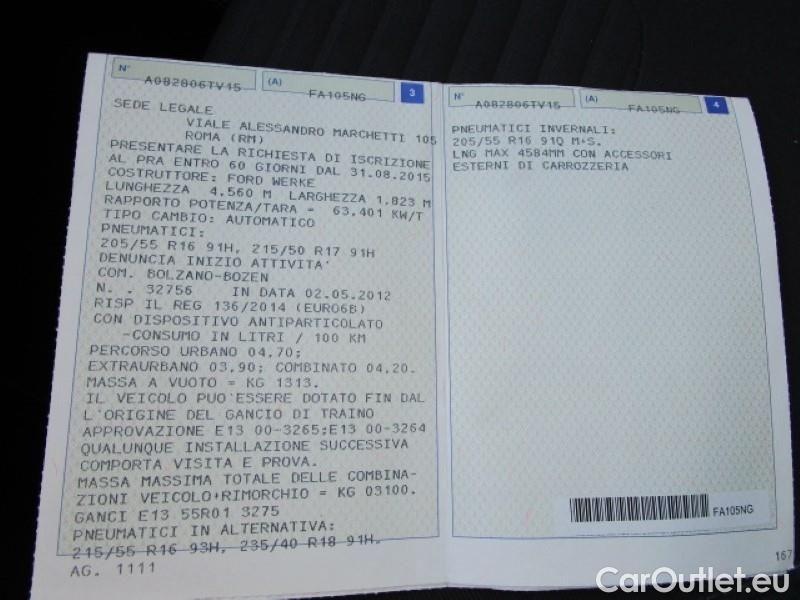 N° A082806TV15 (A) FA105NG 3
SEDE LEGALE
VIALE ALESSANDRO MARCHETTI 105
ROMA (RM)
PRESENTARE LA RICHIESTA DI ISCRIZIONE
AL PRA ENTRO 60 GIORNI DAL 31.08.2015
COSTRUTTORE: FORD WERKE
LUNGHEZZA 4.560 M LARGHEZZA 1.823 M
RAPPORTO POTENZA/TARA = 63,401 KW/T
TIPO CAMBIO: AUTOMATICO
PNEUMATICI:
205/55 R16 91H, 215/50 R17 91H
DENUNCIA INIZIO ATTIVITA'
COM. BOLZANO-BOZEN
N. . 32756 IN DATA 02.05.2012
RISP IL REG 136/2014 (EURO6B)
CON DISPOSITIVO ANTIPARTICOLATO
-CONSUMO IN LITRI / 100 KM
PERCORSO URBANO 04.70;
EXTRAURBANO 03.90; COMBINATO 04.20.
MASSA A VUOTO = KG 1313.
IL VEICOLO PUO'ESSERE DOTATO FIN DAL
L'ORIGINE DEL GANCIO DI TRAINO
APPROVAZIONE E13 00-3265;E13 00-3264
QUALUNQUE INSTALLAZIONE SUCCESSIVA
COMPORTA VISITA E PROVA.
MASSA MASSIMA TOTALE DELLE COMBINA-
ZIONI VEICOLO+RIMORCHIO = KG 03100.
GANCI E13 55R01 3275
PNEUMATICI IN ALTERNATIVA:
215/55 R16 93H, 235/40 R18 91H.
AG. 1111
N° A082806TV15 (A) FA105NG 4
PNEUMATICI INVERNALI:
205/55 R16 91Q M+S.
LNG MAX 4584MM CON ACCESSORI
ESTERNI DI CARROZZERIA
FA105NG
167
CarOutlet.eu